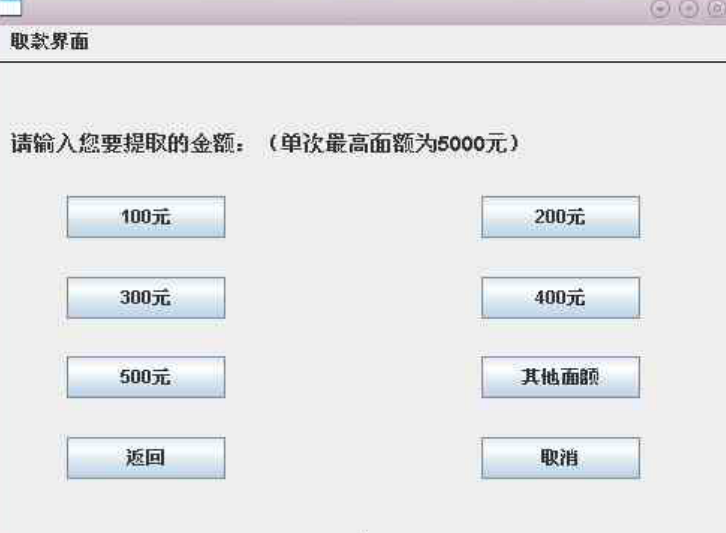 取款界面
请输入您要提取的金额：（单次最高面额为5000元）
100元
200元
300元
400元
500元
其他面额
返回
取消